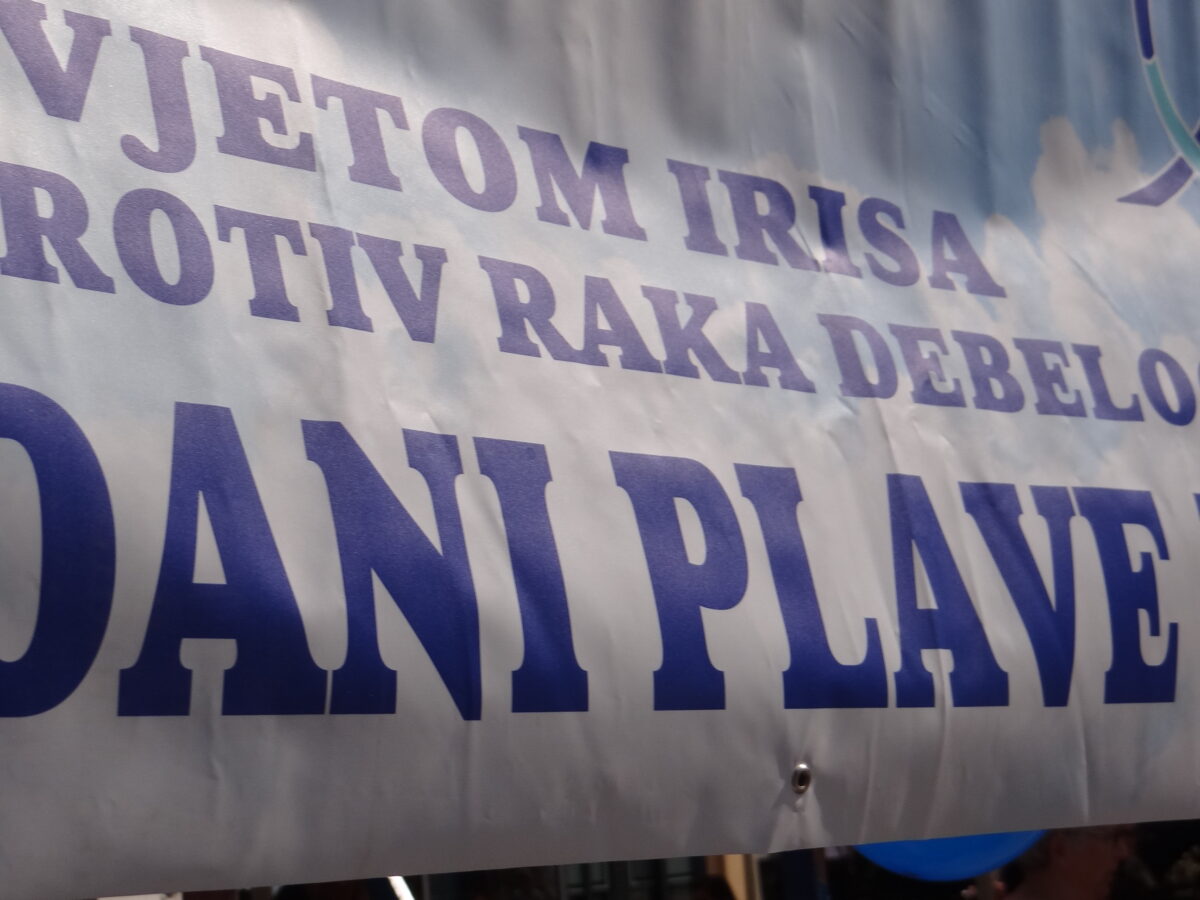 VJETOM IRISA
ROTIV RAKA DEBELO
DANI PLAVE